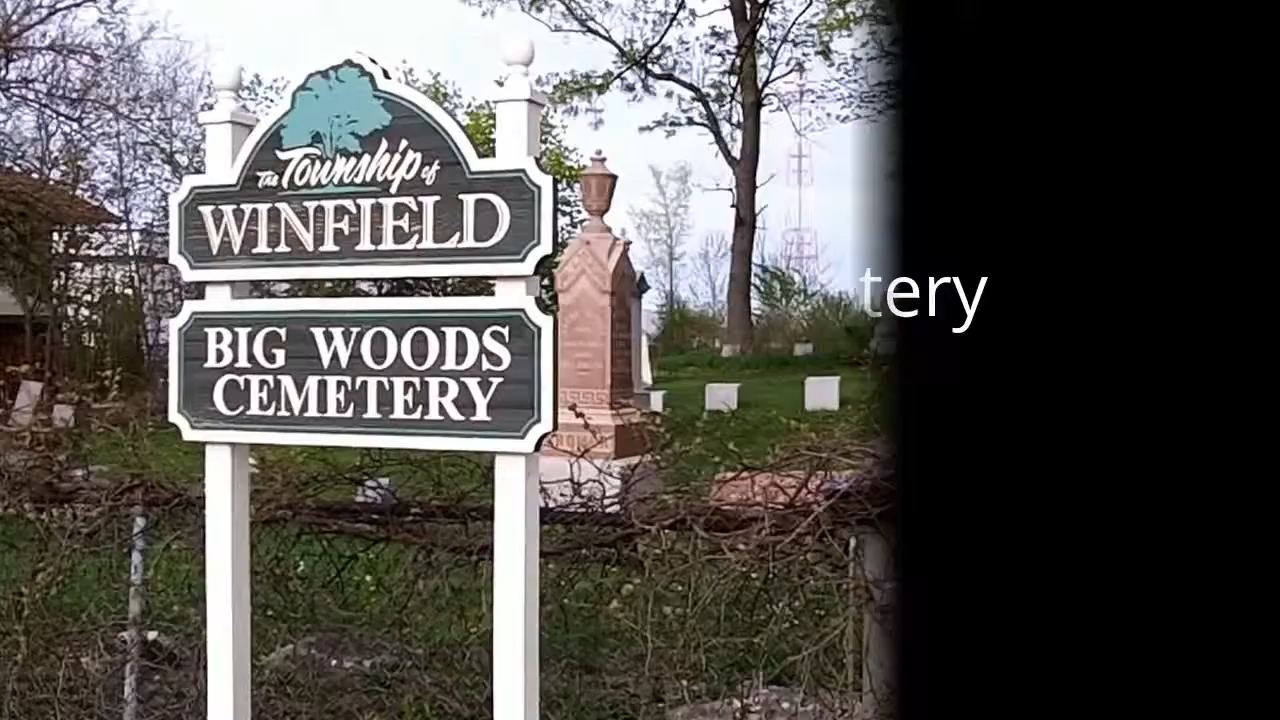 The Township of
WINFIELD
BIG WOODS
CEMETERY
tery